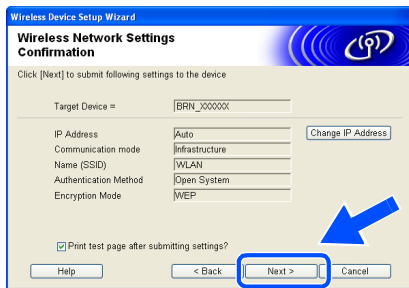 Wireless Device Setup Wizard
Wireless Network Settings
Confirmation
Click [Next] to submit following settings to the device
Target Device = BRN_XXXXXX
IP Address Auto Change IP Address
Communication mode Infrastructure
Name (SSID) WLAN
Authentication Method Open System
Encryption Mode WEP
Print test page after submitting settings?
Help < Back Next > Cancel